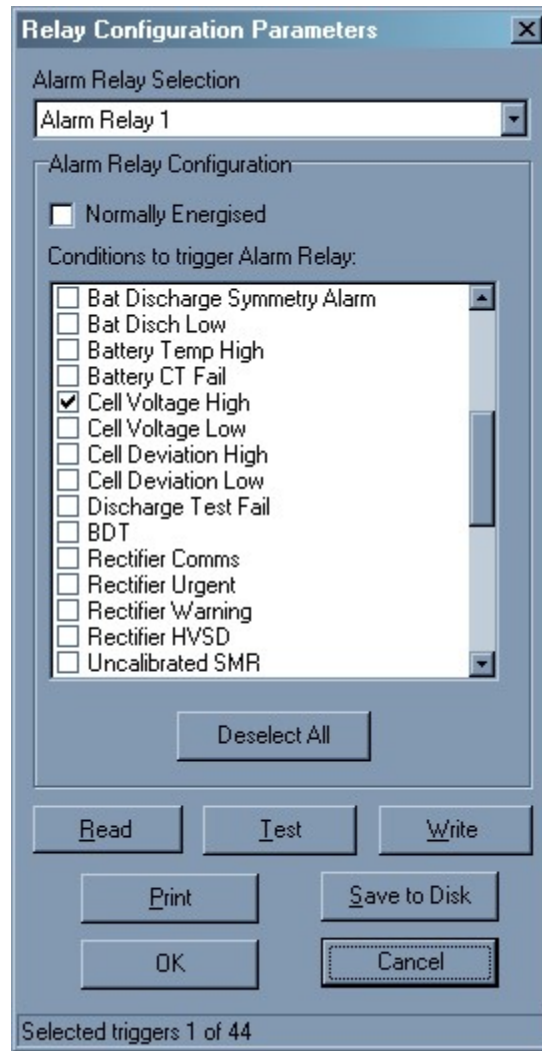 Relay Configuration Parameters
Alarm Relay Selection
Alarm Relay 1
Alarm Relay Configuration
Normally Energised
Conditions to trigger Alarm Relay:
Bat Discharge Symmetry Alarm
Bat Disch Low
Battery Temp High
Battery CT Fail
Cell Voltage High
Cell Voltage Low
Cell Deviation High
Cell Deviation Low
Discharge Test Fail
BDT
Rectifier Comms
Rectifier Urgent
Rectifier Warning
Rectifier HVSD
Uncalibrated SMR
Deselect All
Read Test Write
Print Save to Disk
OK Cancel
Selected triggers 1 of 44